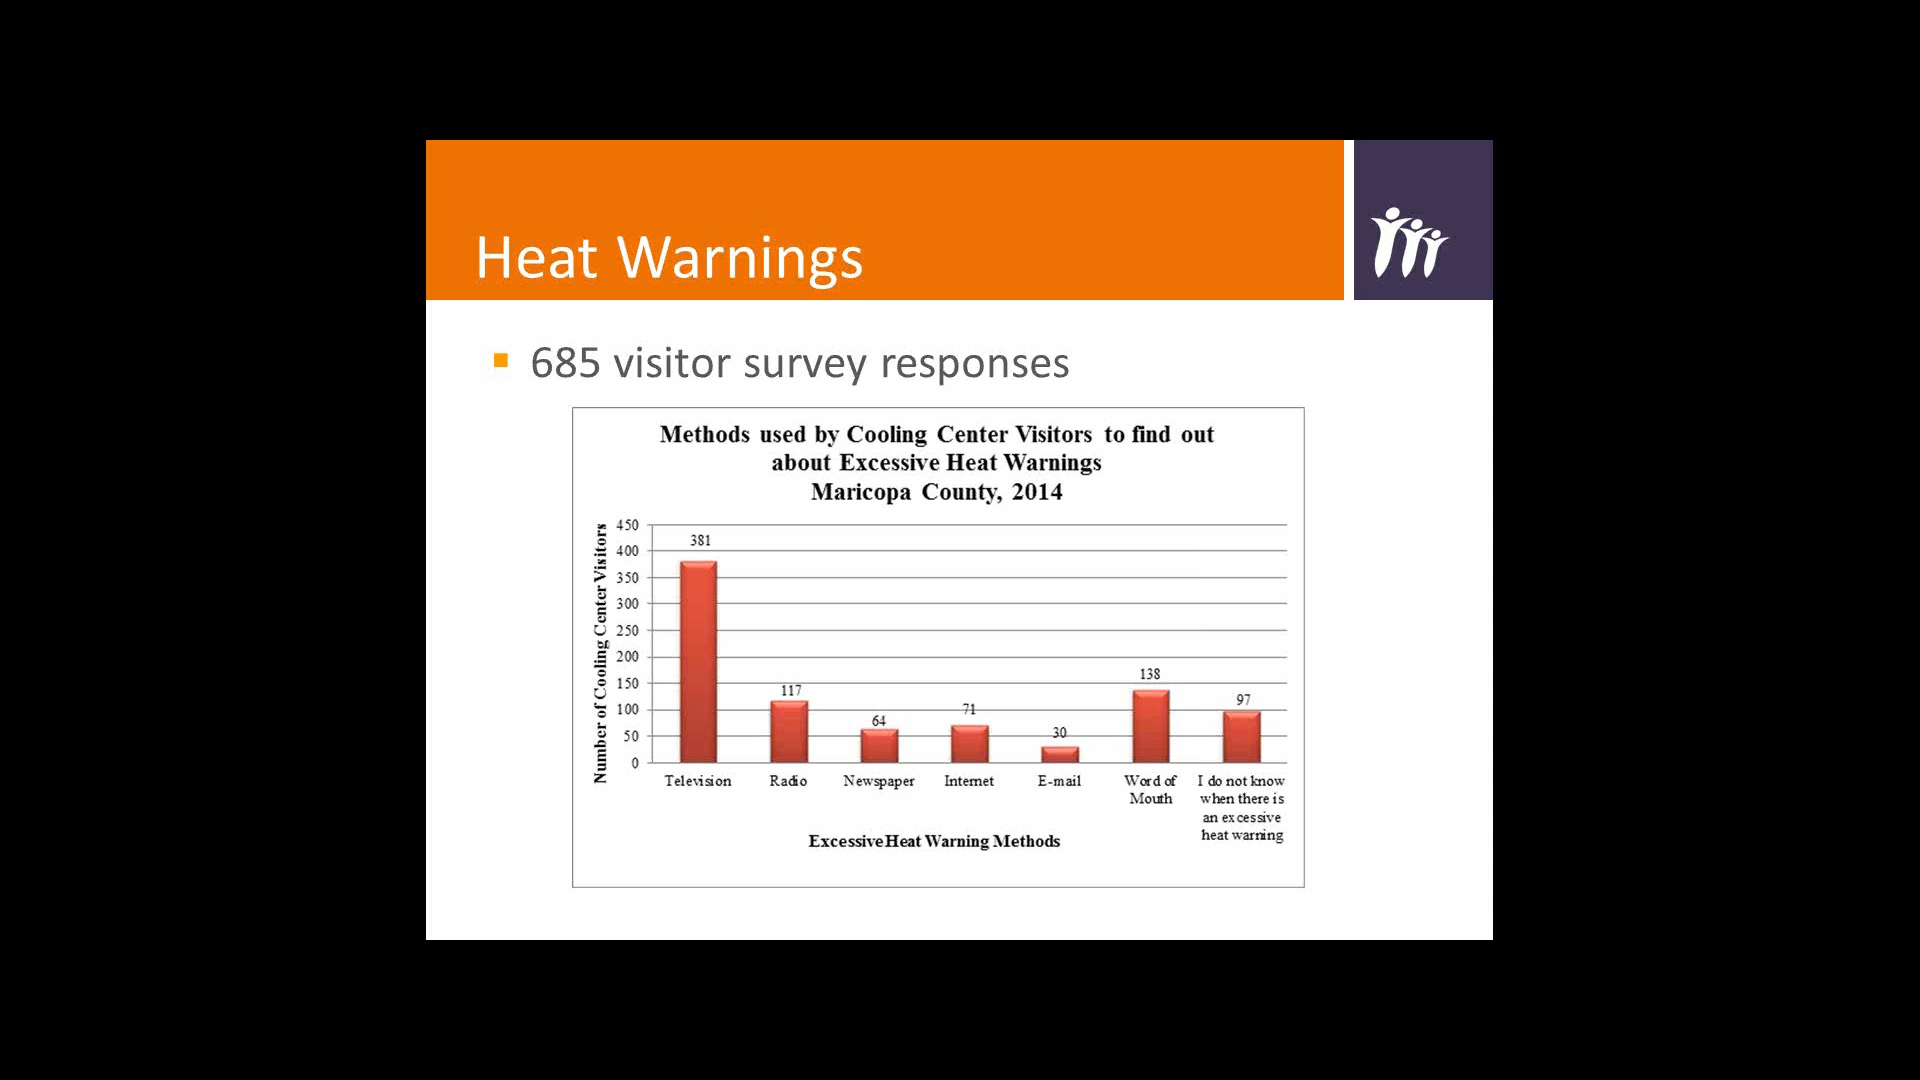 Heat Warnings
685 visitor survey responses
Methods used by Cooling Center Visitors to find out
about Excessive Heat Warnings
Maricopa County, 2014
Number of Cooling Center Visitors
450
400
350
300
250
200
150
100
50
0
381
117
64
71
30
138
97
Television
Radio
Newspaper
Internet
E-mail
Word of
Mouth
I do not know
when there is
an excessive
heat warning
Excessive Heat Warning Methods